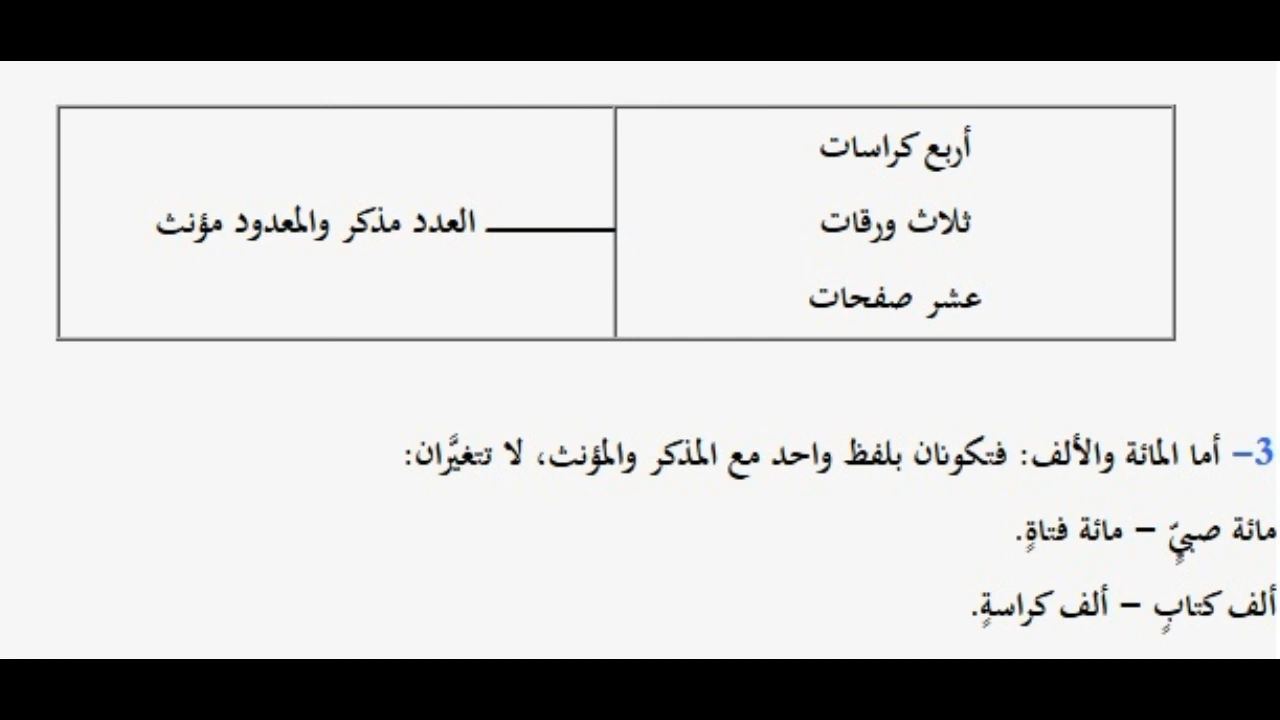 أربع كراسات
ثلاث ورقات
عشر صفحات
العدد مذكر والمعدود مؤنث
3- أما المائة والألف: فتكونان بلفظ واحد مع المذكر والمؤنث، لا تتغيَّران:
مائة صبيٍّ – مائة فتاةٍ.
ألف كتابٍ – ألف كراسةٍ.